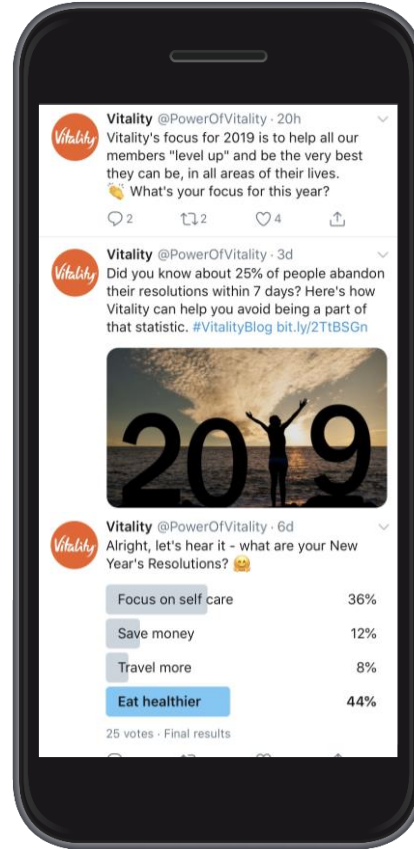 Vitality
Vitality @PowerOfVitality · 20h
Vitality's focus for 2019 is to help all our
members "level up" and be the very best
they can be, in all areas of their lives.
👏 What's your focus for this year?
2 2 4
Vitality
Vitality @PowerOfVitality · 3d
Did you know about 25% of people abandon
their resolutions within 7 days? Here's how
Vitality can help you avoid being a part of
that statistic. #VitalityBlog bit.ly/2TtBSGn
2019
Vitality
Vitality @PowerOfVitality · 6d
Alright, let's hear it - what are your New
Year's Resolutions? 🤗
Focus on self care 36%
Save money 12%
Travel more 8%
Eat healthier 44%
25 votes · Final results